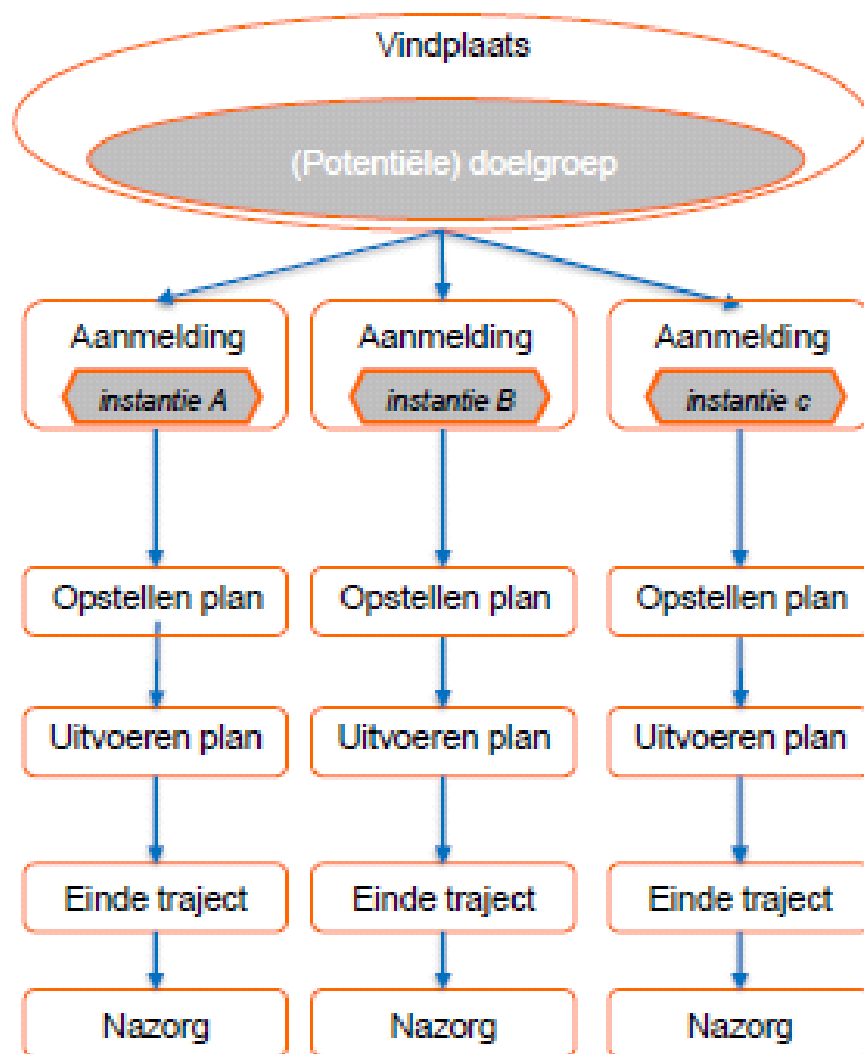 Vindplaats
(Potentiële) doelgroep
Aanmelding Aanmelding Aanmelding
instantie A instantie B instantie c
Opstellen plan Opstellen plan Opstellen plan
Uitvoeren plan Uitvoeren plan Uitvoeren plan
Einde traject Einde traject Einde traject
Nazorg Nazorg Nazorg